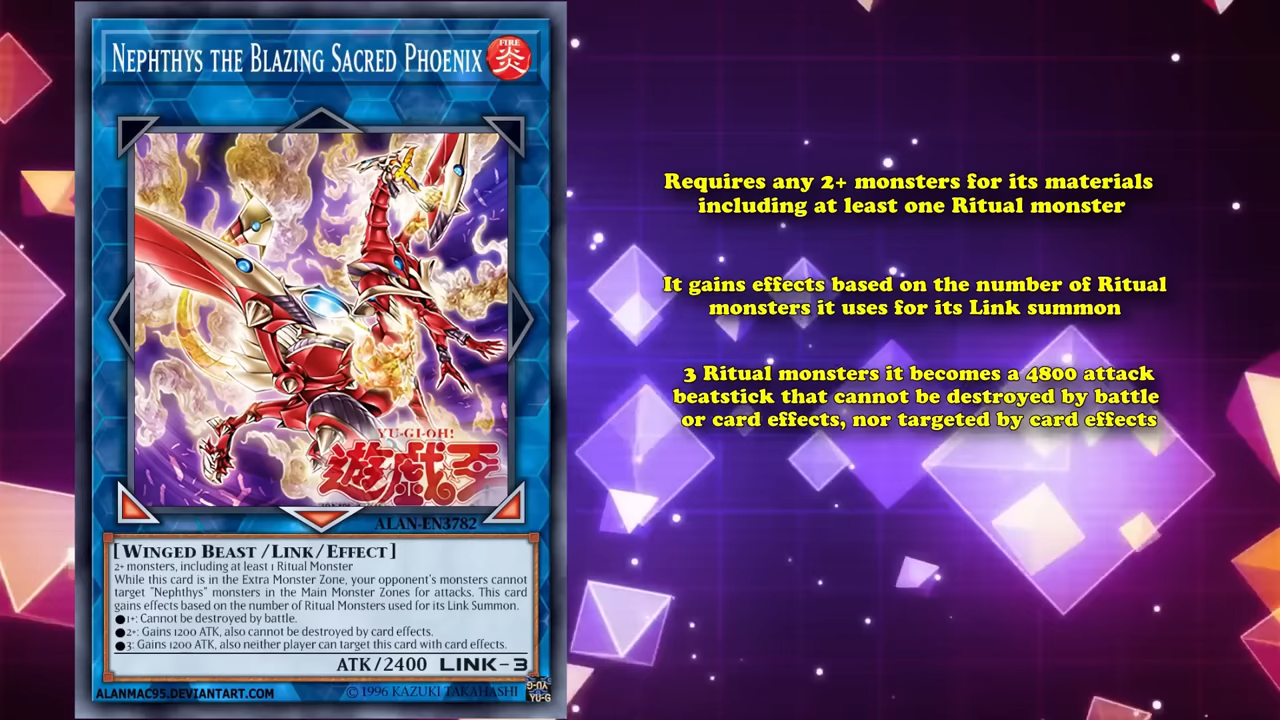 NEPHTHYS THE BLAZING SACRED PHOENIX
FIRE
炎
YU-GI-OH!
遊戯王
ALAN-EN3782
[WINGED BEAST /LINK/EFFECT]
2+ monsters, including at least 1 Ritual Monster
While this card is in the Extra Monster Zone, your opponent's monsters cannot
target "Nephthys" monsters in the Main Monster Zones for attacks. This card
gains effects based on the number of Ritual Monsters used for its Link Summon.
●1+: Cannot be destroyed by battle.
●2+: Gains 1200 ATK, also cannot be destroyed by card effects.
●3: Gains 1200 ATK, also neither player can target this card with card effects.
ATK/2400 LINK-3
ALANMAC95.DEVIANTART.COM
© 1996 KAZUKI TAKAHASHI
Requires any 2+ monsters for its materials
including at least one Ritual monster
It gains effects based on the number of Ritual
monsters it uses for its Link summon
3 Ritual monsters it becomes a 4800 attack
beatstick that cannot be destroyed by battle
or card effects, nor targeted by card effects